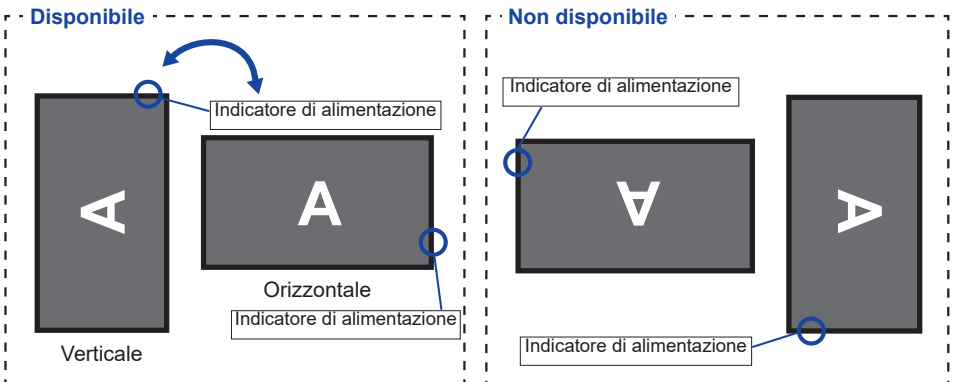 Disponibile
Indicatore di alimentazione
A
A
Orizzontale
Indicatore di alimentazione
Verticale
Non disponibile
Indicatore di alimentazione
A
A
Indicatore di alimentazione